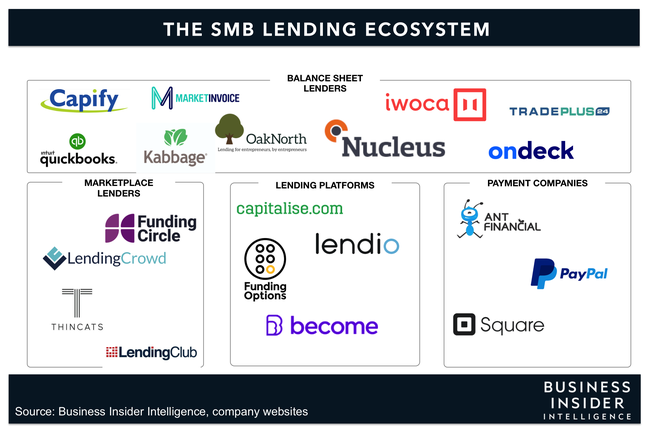 THE SMB LENDING ECOSYSTEM
BALANCE SHEET
LENDERS
Capify
MARKETINVOICE
iwoca
TRADEPLUS24
intuit
qb
quickbooks.
Kabbage
OakNorth
Lending for entrepreneurs, by entrepreneurs
Nucleus
ondeck
MARKETPLACE
LENDERS
Funding
Circle
LendingCrowd
THINCATS
LendingClub
LENDING PLATFORMS
capitalise.com
lendio
Funding
Options
become
PAYMENT COMPANIES
ANT
FINANCIAL
PayPal
Square
Source: Business Insider Intelligence, company websites
BUSINESS
INSIDER
INTELLIGENCE